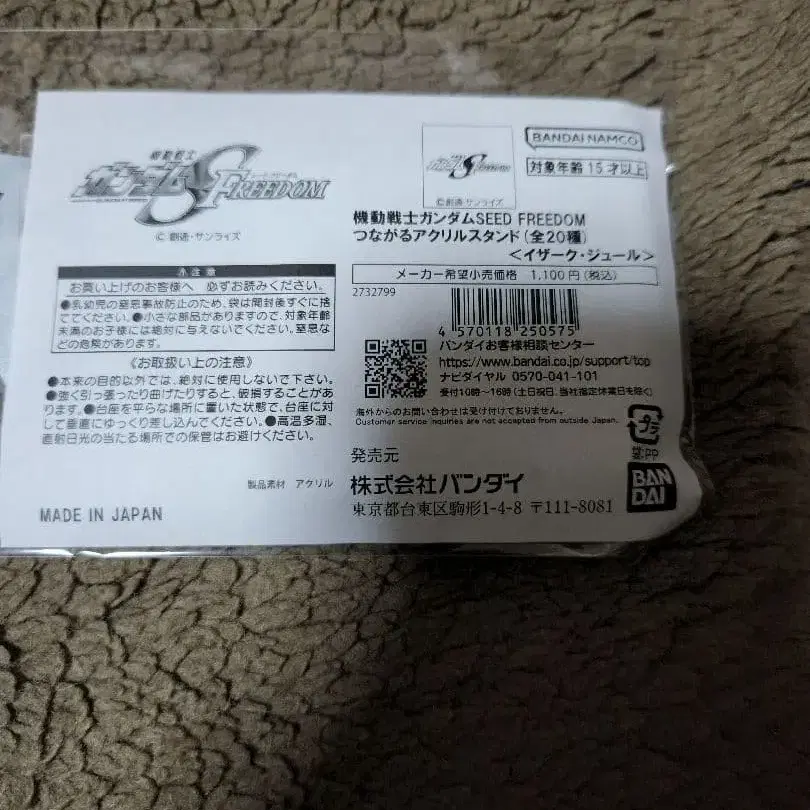 機動戦士
ガンダムSEED FREEDOM
© 創通・サンライズ
⚠注意
お買い上げのお客様へ 必ずお読みください。
●乳幼児の窒息事故防止のため、袋は開封後すぐに捨
ててください。●小さな部品がありますので、対象年齢
未満のお子様には絶対に与えないでください。窒息な
どの危険があります。
《お取扱い上の注意》
●本来の目的以外では、絶対に使用しないで下さい。
●強く引っ張ったり曲げたりすると、破損することがあ
ります。●台座を平らな場所に置いた状態で、台座に対
して垂直にゆっくり差し込んでください。●高温多湿、
直射日光の当たる場所での保管はお避けください。
製品素材 アクリル
MADE IN JAPAN
BANDAI NAMCO
対象年齢 15才以上
©創通・サンライズ
機動戦士ガンダムSEED FREEDOM
つながるアクリルスタンド(全20種)
<イザーク・ジュール>
メーカー希望小売価格 1,100円(税込)
2732799
4 570118 250575
バンダイお客様相談センター
https://www.bandai.co.jp/support/top
ナビダイヤル 0570-041-101
受付10時～16時(土日祝日、当社指定休業日を除く)
海外からのお問い合わせは受け付けておりません。
Customer service inquiries are not accepted from outside Japan.
プラ
袋:PP
発売元
株式会社バンダイ
東京都台東区駒形1-4-8 〒111-8081
BAN
DAI